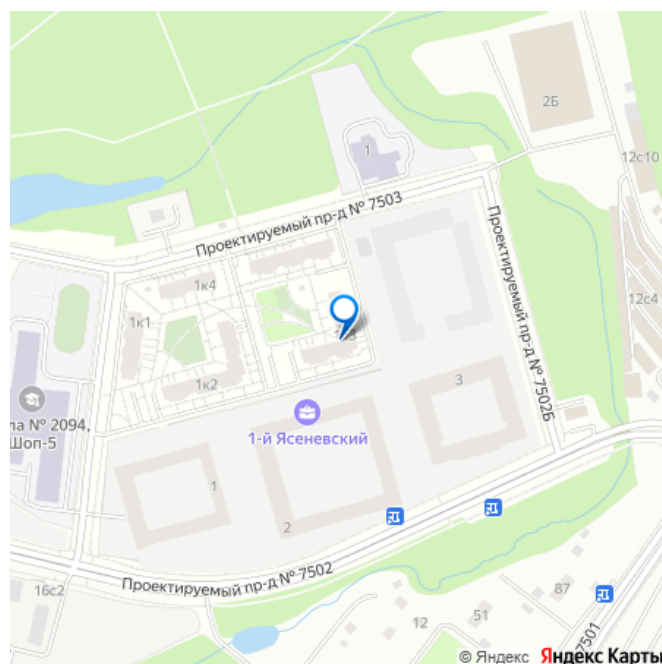 2Б
1
12с10
Проектируемый пр-д № 7503
Проектируемый пр-д № 7502Б
1к4
1к1
12с4
1к2
3
ла № 2094,
Шоп-5
1-й Ясеневский
1
2
Проектируемый пр-д № 7502
16с2
87
51
12
7501
© Яндекс Яндекс Карты